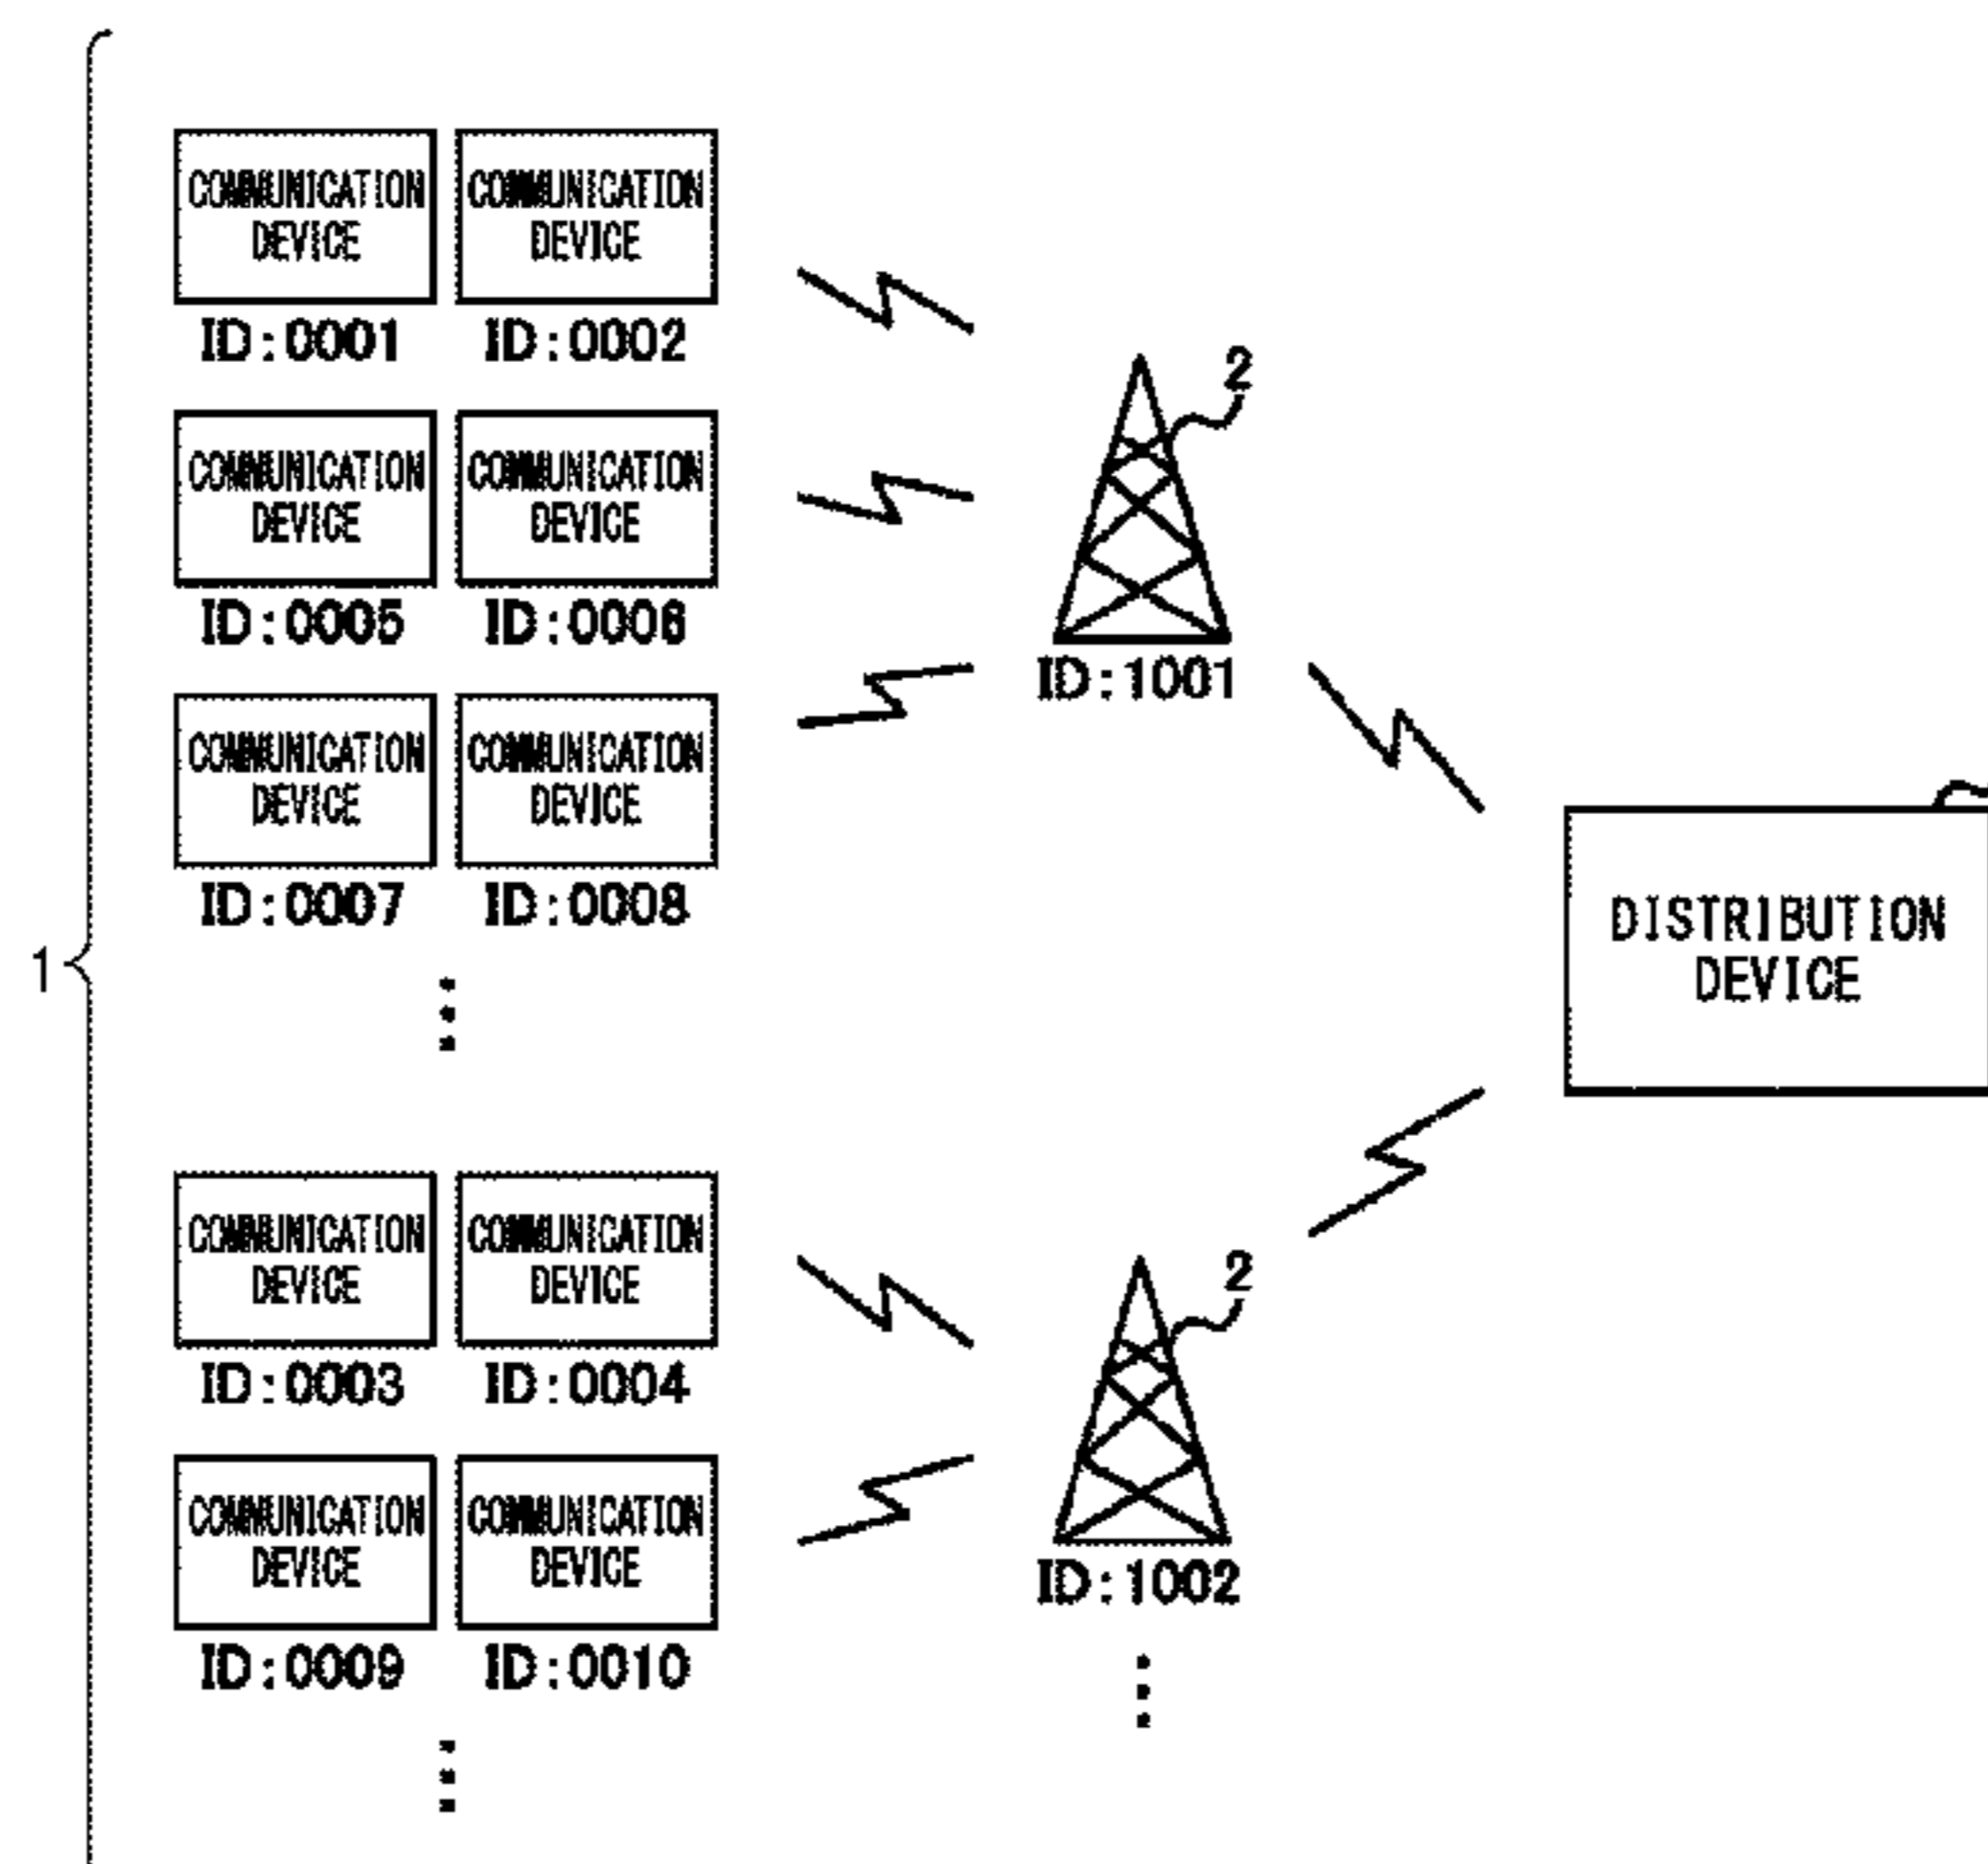 COMMUNICATION DEVICE
COMMUNICATION DEVICE
ID:0001
ID:0002
2
COMMUNICATION DEVICE
COMMUNICATION DEVICE
ID:0005
ID:0006
ID:1001
COMMUNICATION DEVICE
COMMUNICATION DEVICE
ID:0007
ID:0008
1
DISTRIBUTION
DEVICE
COMMUNICATION DEVICE
COMMUNICATION DEVICE
ID:0003
ID:0004
2
COMMUNICATION DEVICE
COMMUNICATION DEVICE
ID:0009
ID:0010
ID:1002